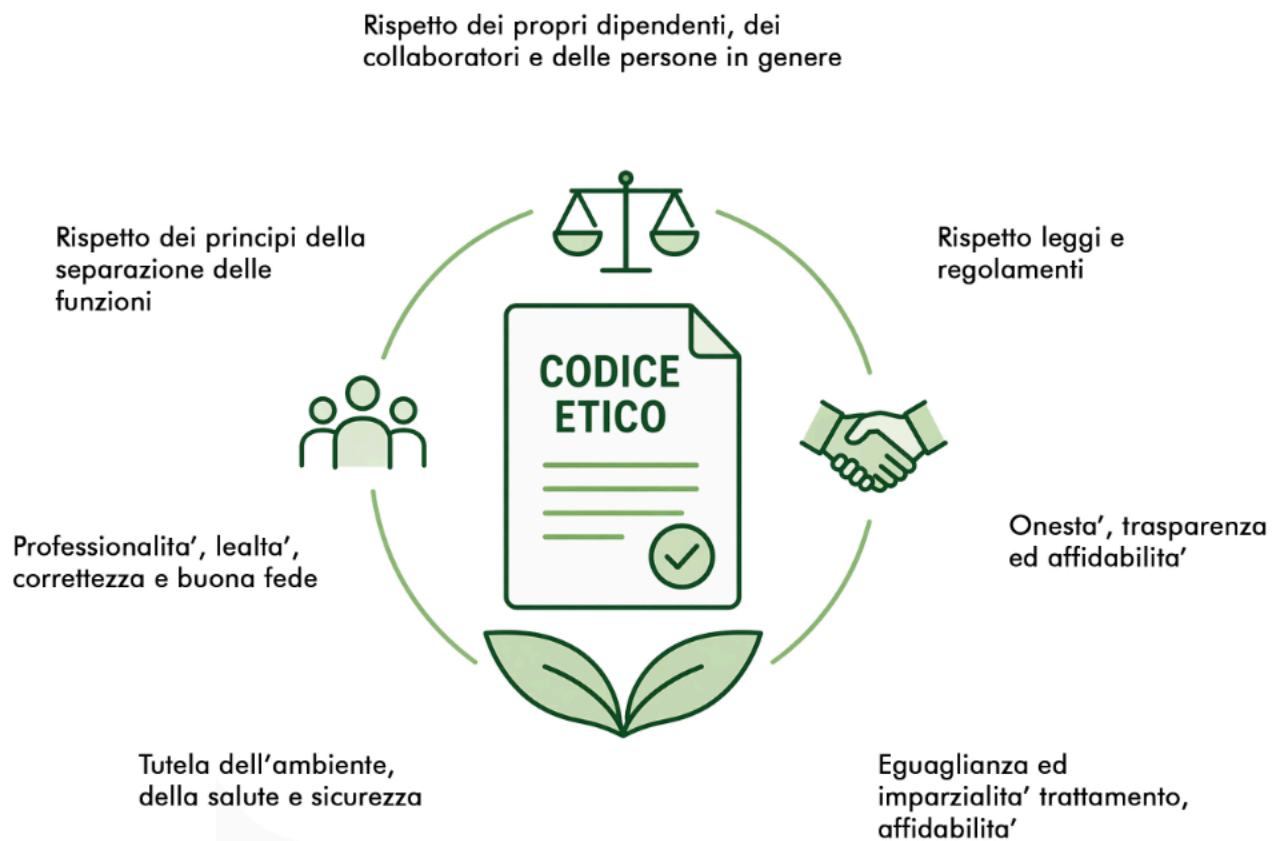 Rispetto dei propri dipendenti, dei
collaboratori e delle persone in genere
Rispetto dei principi della
separazione delle
funzioni
Rispetto leggi e
regolamenti
CODICE
ETICO
Professionalita’, lealta’,
correttezza e buona fede
Onesta’, trasparenza
ed affidabilita’
Tutela dell’ambiente,
della salute e sicurezza
Eguaglianza ed
imparzialita’ trattamento,
affidabilita’